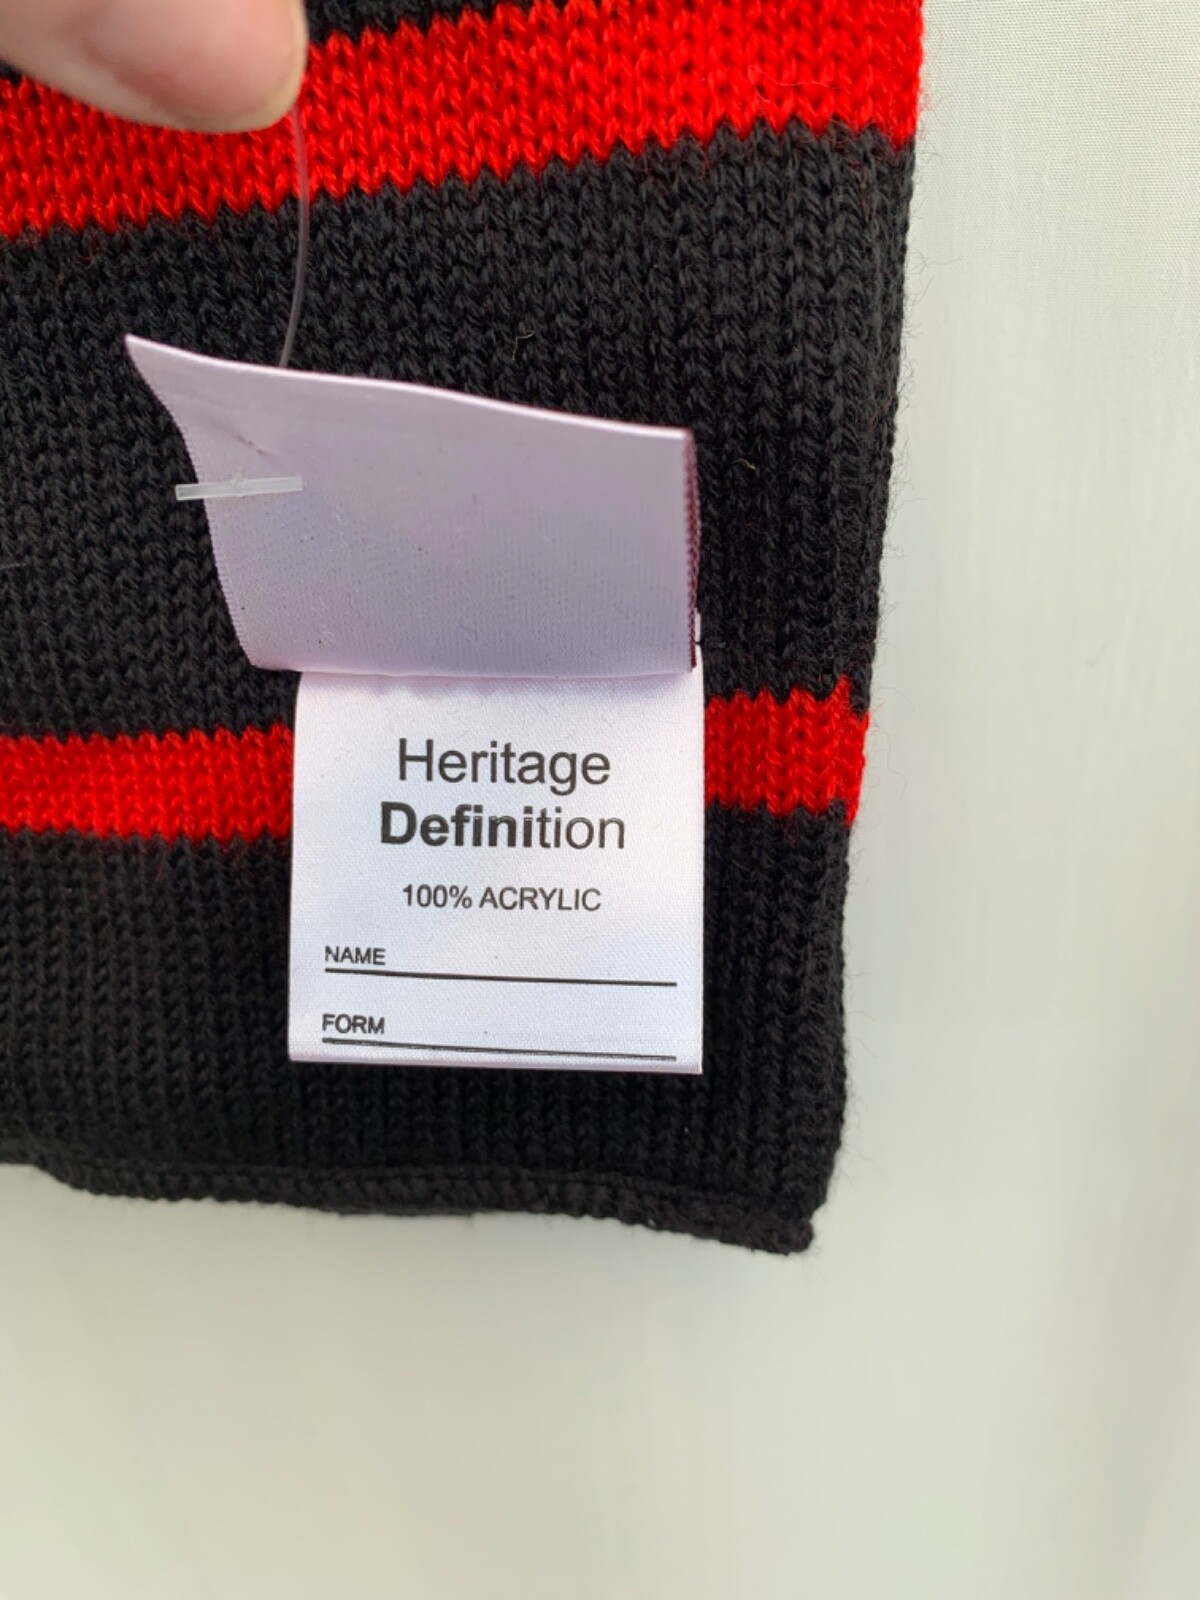 Heritage
Definition
100% ACRYLIC
NAME
FORM